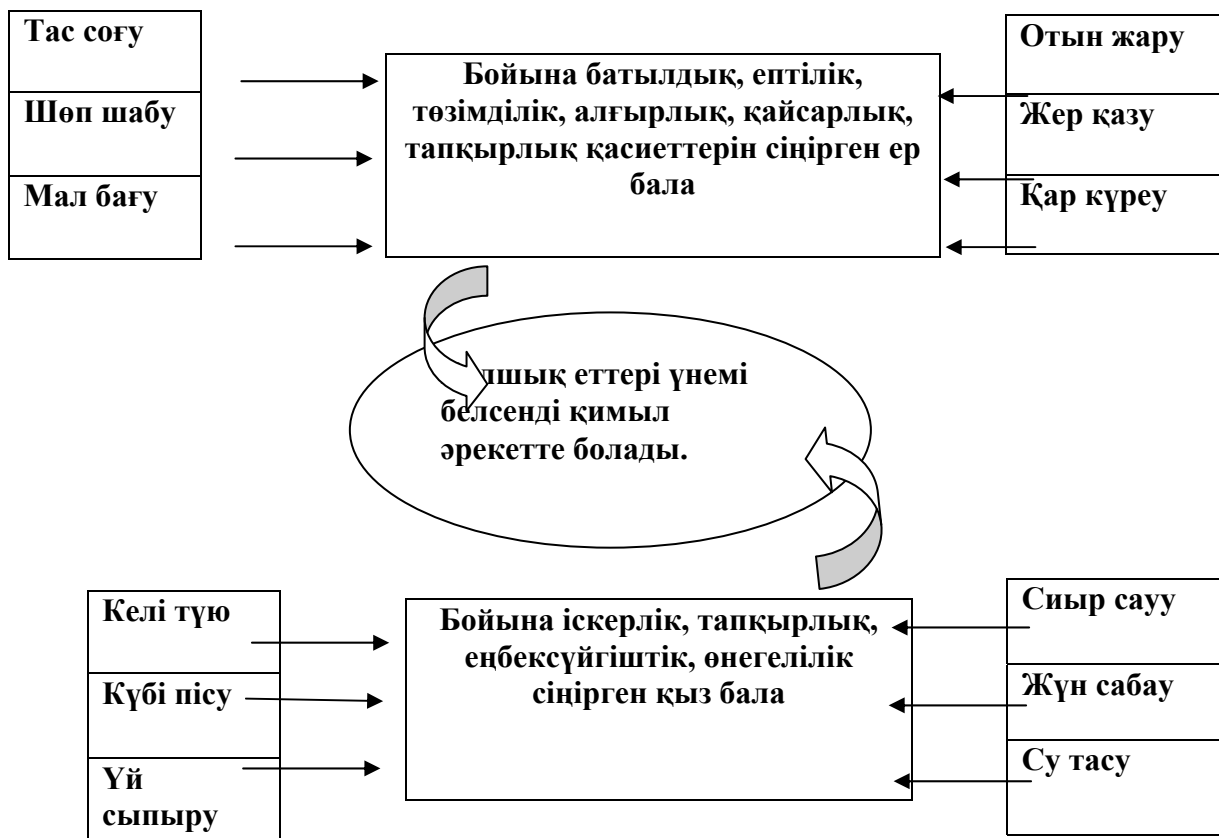 Тас соғу
Шөп шабу
Мал бағу
Бойына батылдық, ептілік,
төзімділік, алғырлық, қайсарлық,
тапқырлық қасиеттерін сіңірген ер
бала
Отын жару
Жер қазу
Қар күреу
еттері үнемі
белсенді қимыл
әрекетте болады.
Келі түю
Күбі пісу
Үй
сыпыру
Бойына іскерлік, тапқырлық,
еңбексүйгіштік, өнегелілік
сіңірген қыз бала
Сиыр сауу
Жүн сабау
Су тасу